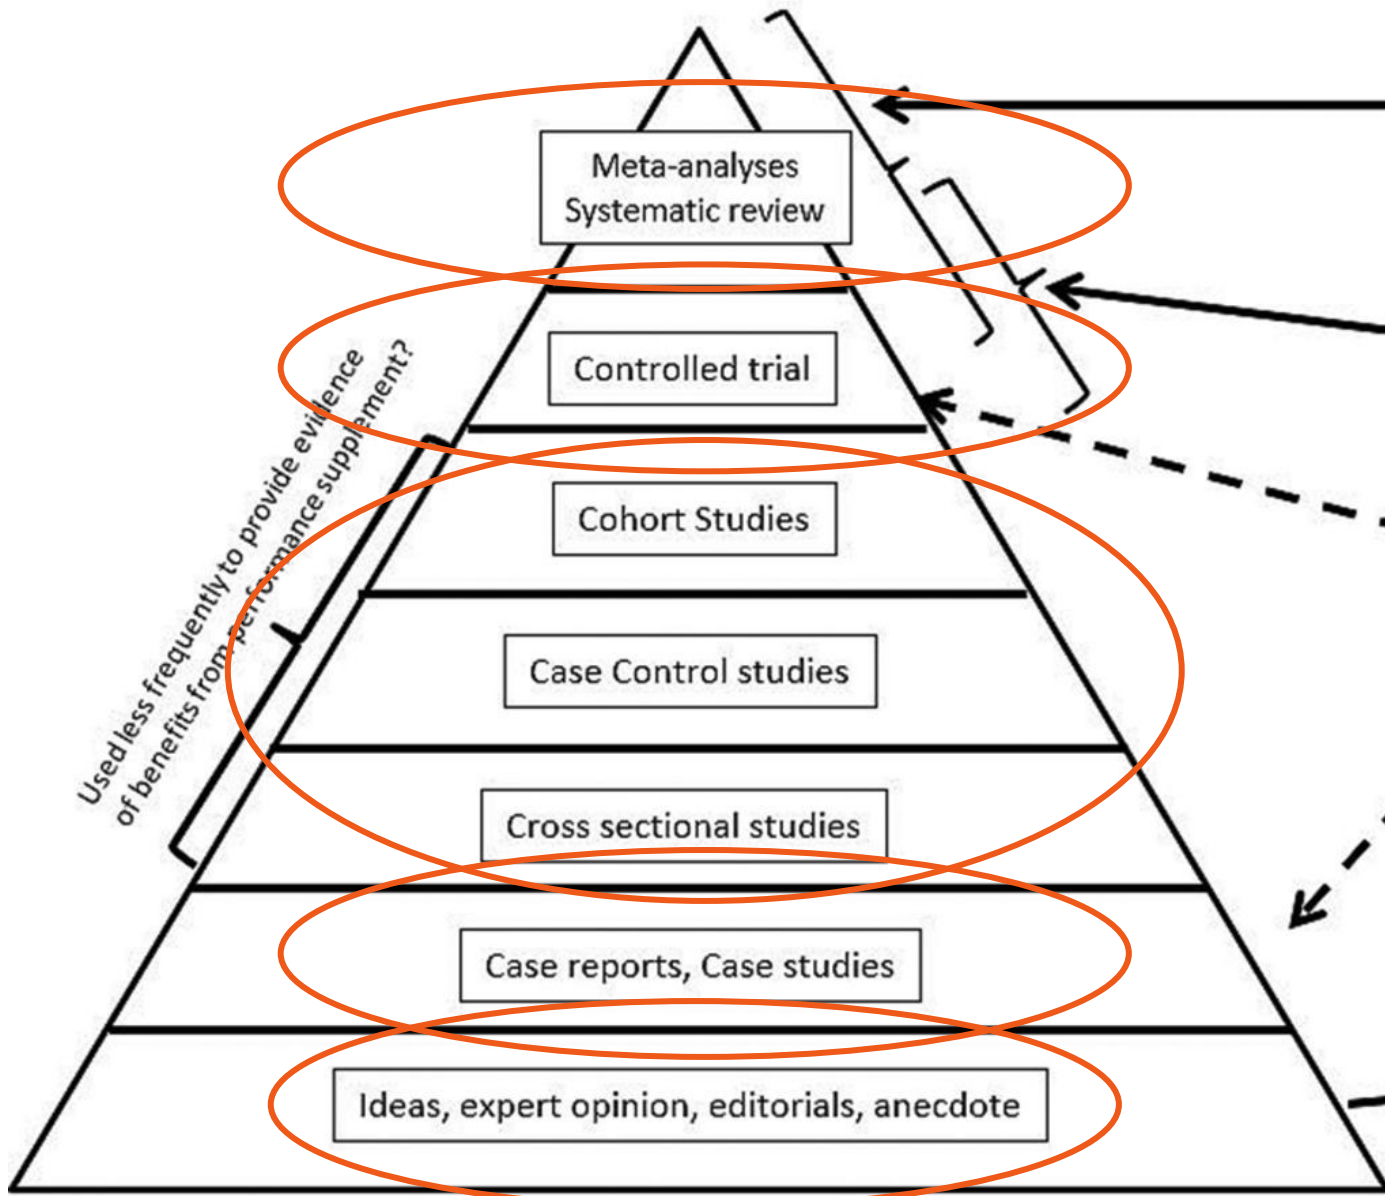 Meta-analyses
Systematic review
Controlled trial
Used less frequently to provide evidence
of benefits from performance supplement?
Cohort Studies
Case Control studies
Cross sectional studies
Case reports, Case studies
Ideas, expert opinion, editorials, anecdote